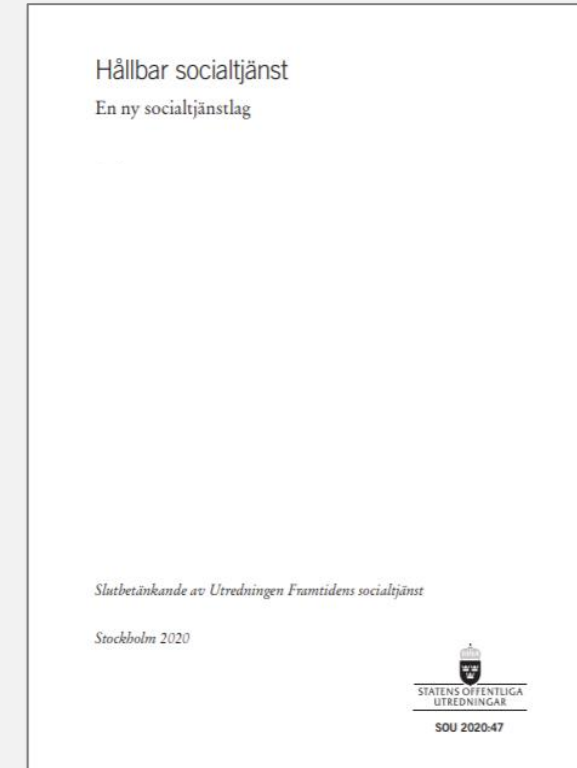 Hållbar socialtjänst
En ny socialtjänstlag
Slutbetänkande av Utredningen Framtidens socialtjänst
Stockholm 2020
STATENS OFFENTLIGA
UTREDNINGAR
SOU 2020:47